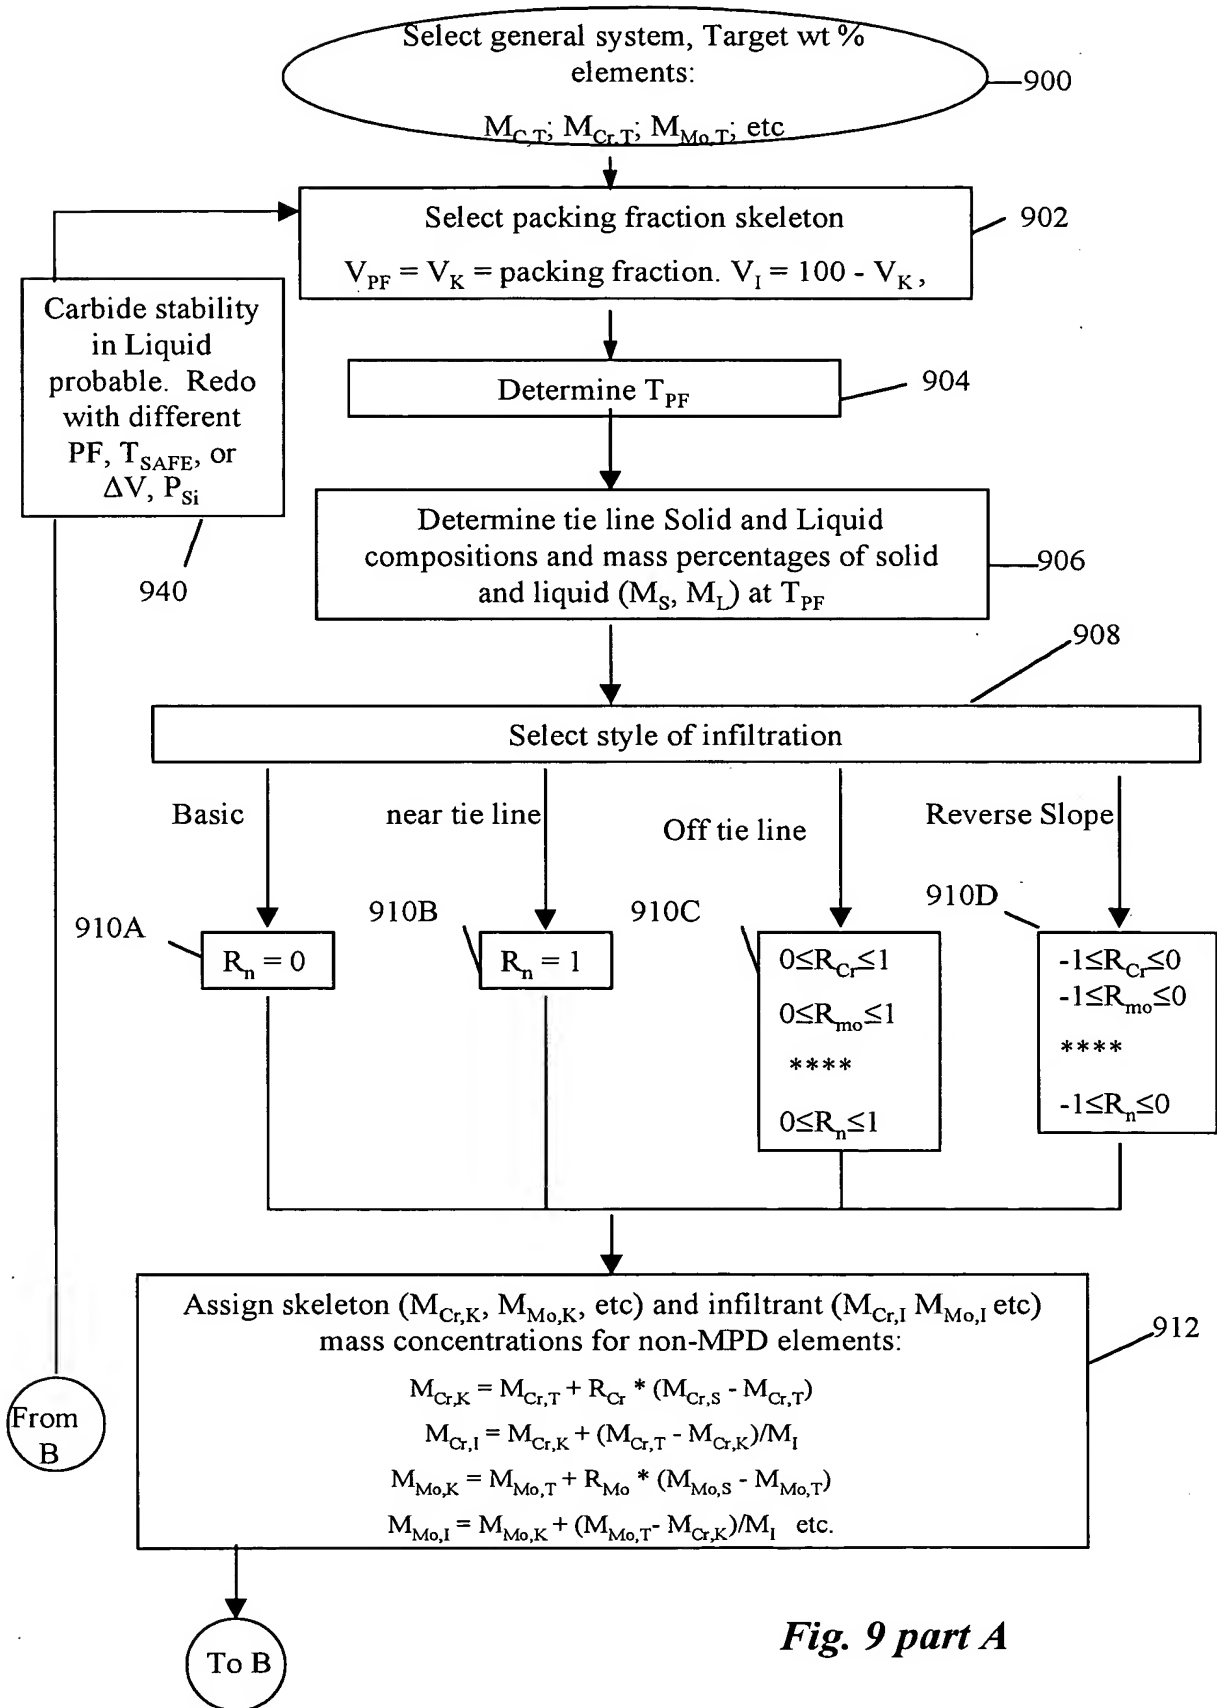 Select general system, Target wt %
elements:
M_C,T; M_Cr,T; M_Mo,T; etc
900
Select packing fraction skeleton
V_PF = V_K = packing fraction. V_I = 100 - V_K ,
902
Carbide stability
in Liquid
probable. Redo
with different
PF, T_SAFE, or
ΔV, P_Si
940
Determine T_PF
904
Determine tie line Solid and Liquid
compositions and mass percentages of solid
and liquid (M_S, M_L) at T_PF
906
908
Select style of infiltration
Basic
near tie line
Off tie line
Reverse Slope
910A
910B
910C
910D
R_n = 0
R_n = 1
0≤R_Cr≤1
0≤R_mo≤1
****
0≤R_n≤1
-1≤R_Cr≤0
-1≤R_mo≤0
****
-1≤R_n≤0
Assign skeleton (M_Cr,K, M_Mo,K, etc) and infiltrant (M_Cr,I M_Mo,I etc)
mass concentrations for non-MPD elements:
M_Cr,K = M_Cr,T + R_Cr * (M_Cr,S - M_Cr,T)
M_Cr,I = M_Cr,K + (M_Cr,T - M_Cr,K)/M_I
M_Mo,K = M_Mo,T + R_Mo * (M_Mo,S - M_Mo,T)
M_Mo,I = M_Mo,K + (M_Mo,T- M_Cr,K)/M_I etc.
912
From
B
To B
Fig. 9 part A